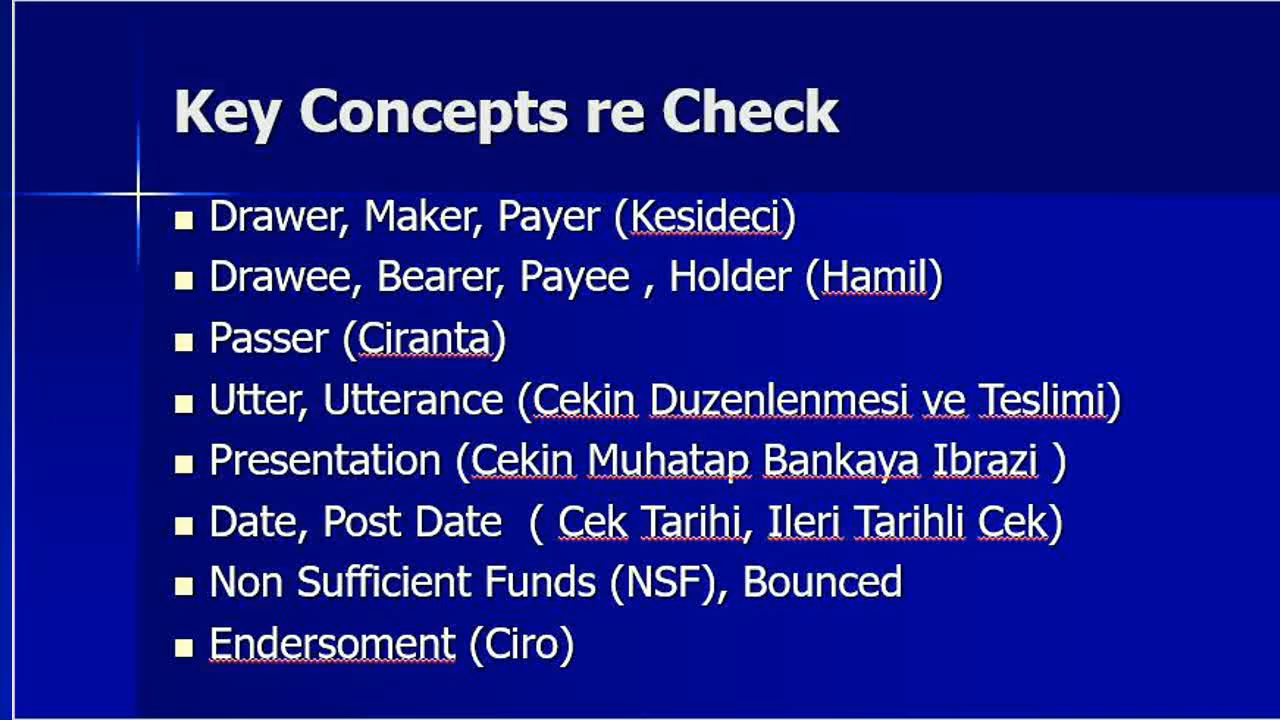 Key Concepts re Check
Drawer, Maker, Payer (Kesideci)
Drawee, Bearer, Payee , Holder (Hamil)
Passer (Ciranta)
Utter, Utterance (Cekin Duzenlenmesi ve Teslimi)
Presentation (Cekin Muhatap Bankaya Ibrazi )
Date, Post Date  ( Cek Tarihi, Ileri Tarihli Cek)
Non Sufficient Funds (NSF), Bounced
Endersoment (Ciro)